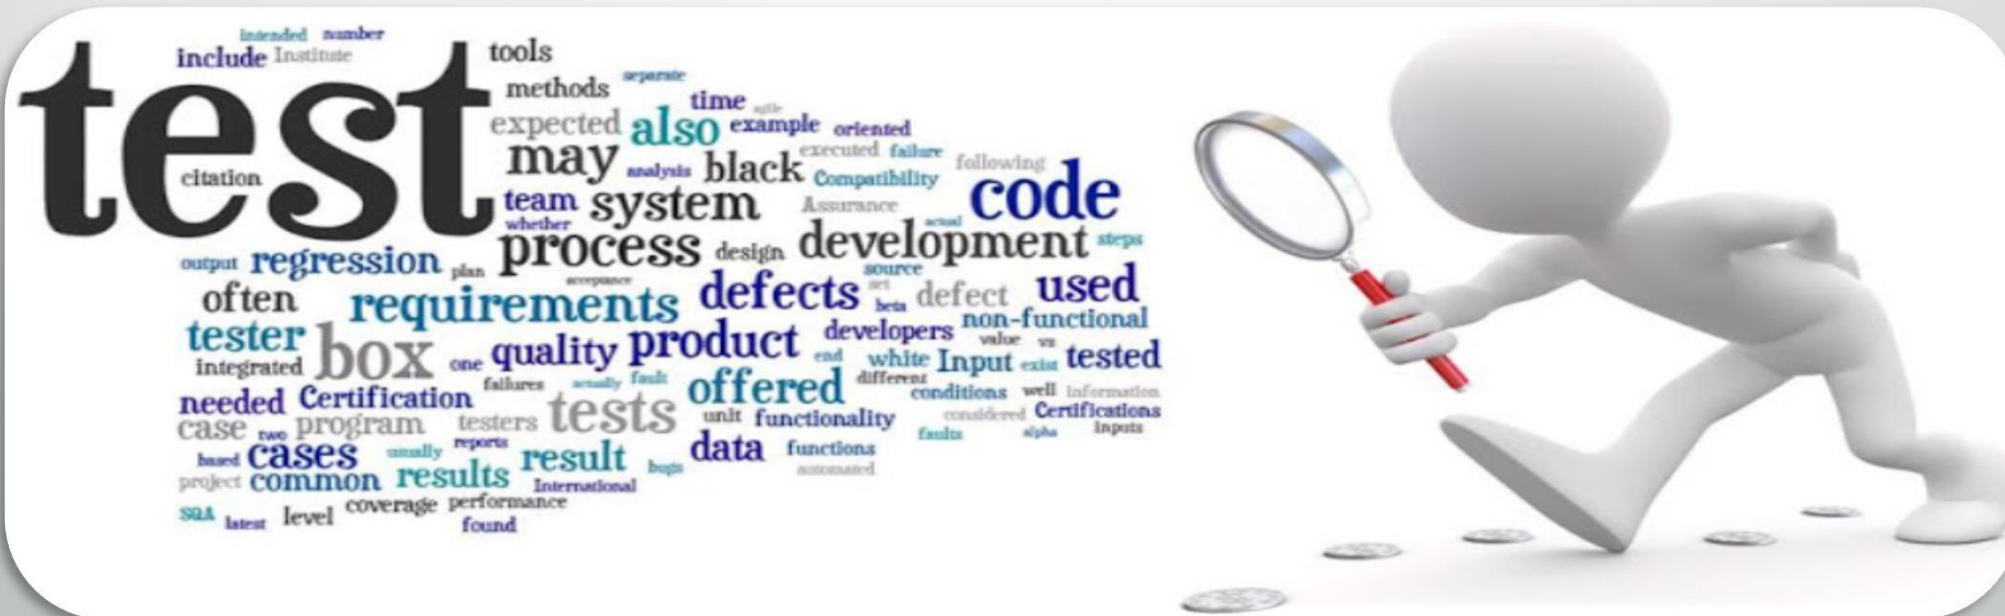 intended number
include Institute
test
tools
methods separate
time agile
expected also example oriented
may analysis black executed failure following
citation
Compatibility
team system Assurance code
whether actual
process design development steps
output regression plan
source
acceptance
often requirements defects set beta defect used
tester box one quality product developers non-functional
value vs
integrated end white Input exist tested
failures actually fault offered different
needed Certification conditions well Information
case two program testers tests unit functionality considered Certifications
faults alpha Inputs
based cases usually reports result bugs data functions
automated
project common results International
SQA latest level coverage performance
found